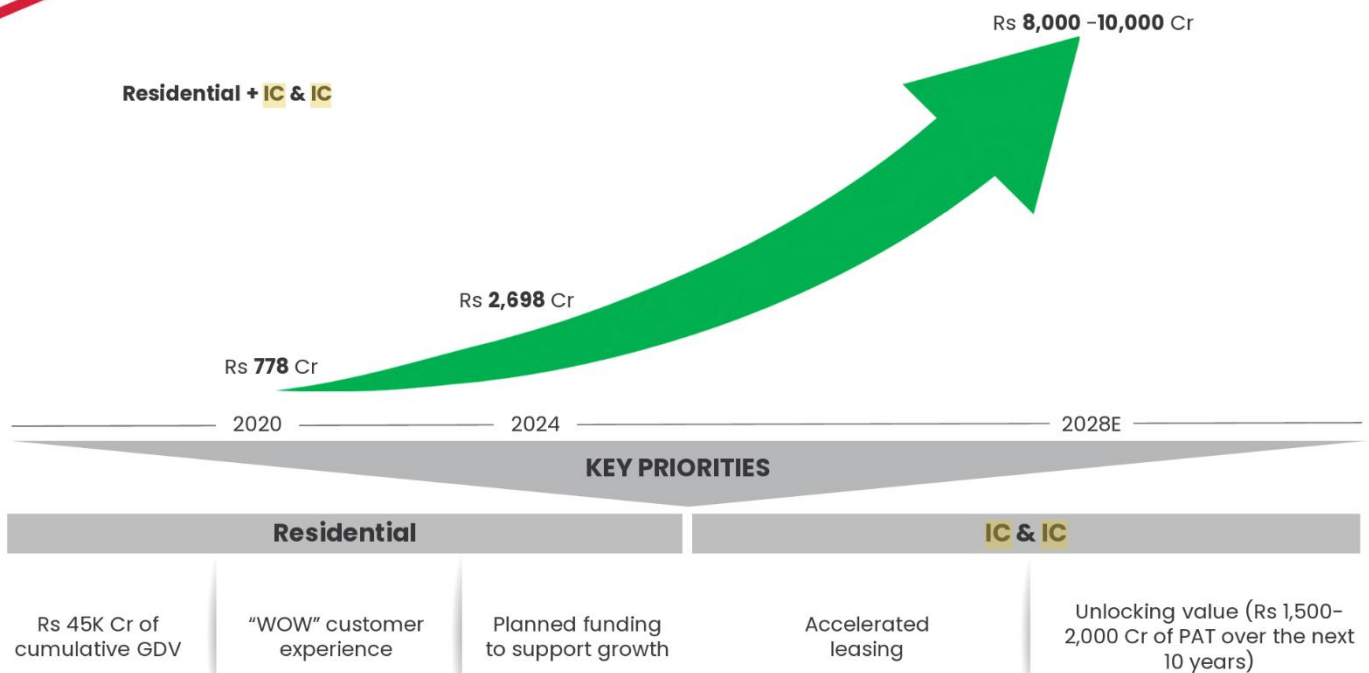 Rs 8,000 -10,000 Cr
Residential + IC & IC
Rs 2,698 Cr
Rs 778 Cr
2020
2024
2028E
KEY PRIORITIES
Residential
IC & IC
Rs 45K Cr of
cumulative GDV
“WOW” customer
experience
Planned funding
to support growth
Accelerated
leasing
Unlocking value (Rs 1,500-
2,000 Cr of PAT over the next
10 years)